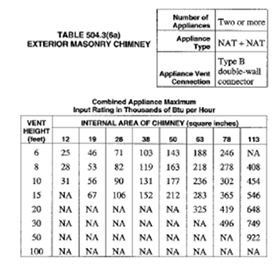 TABLE 504.3(6a)
EXTERIOR MASONRY CHIMNEY
Number of Appliances Two or more
Appliance Type NAT + NAT
Appliance Vent Connection Type B double-wall connector
Combined Appliance Maximum
Input Rating in Thousands of Btu per Hour
VENT HEIGHT (feet) INTERNAL AREA OF CHIMNEY (square inches)
12 19 28 38 50 63 78 113
6 25 46 71 103 143 188 246 NA
8 28 53 82 119 163 218 278 408
10 31 56 90 131 177 236 302 454
15 NA 67 106 152 212 283 365 546
20 NA NA NA NA NA 325 419 648
30 NA NA NA NA NA NA 496 749
50 NA NA NA NA NA NA NA 922
100 NA NA NA NA NA NA NA NA